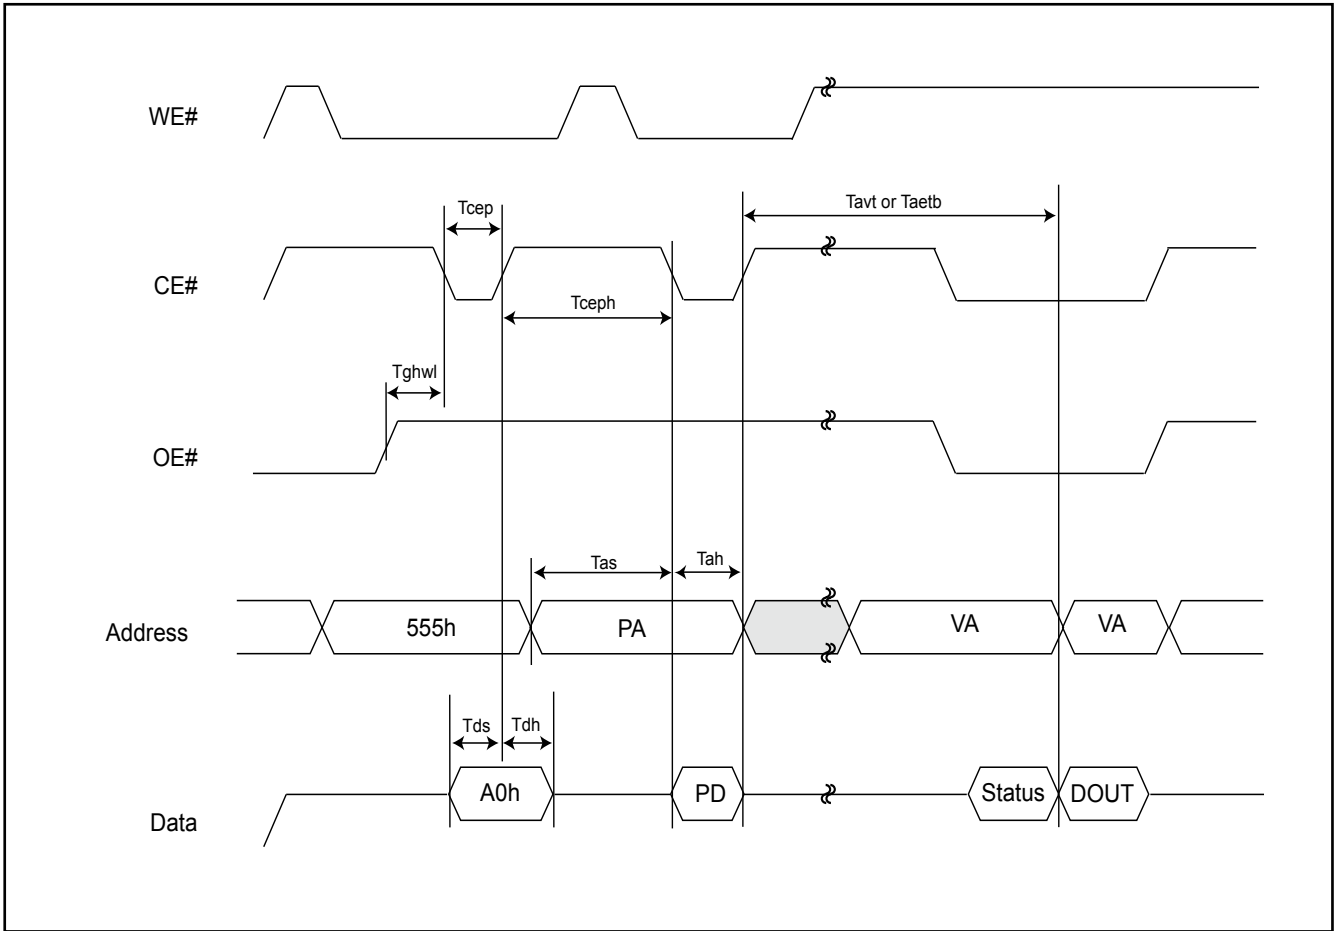 WE#
Tcep
Tavt or Taetb
CE#
Tceph
Tghwl
OE#
Tas
Tah
Address
555h
PA
VA
VA
Tds
Tdh
Data
A0h
PD
Status
DOUT